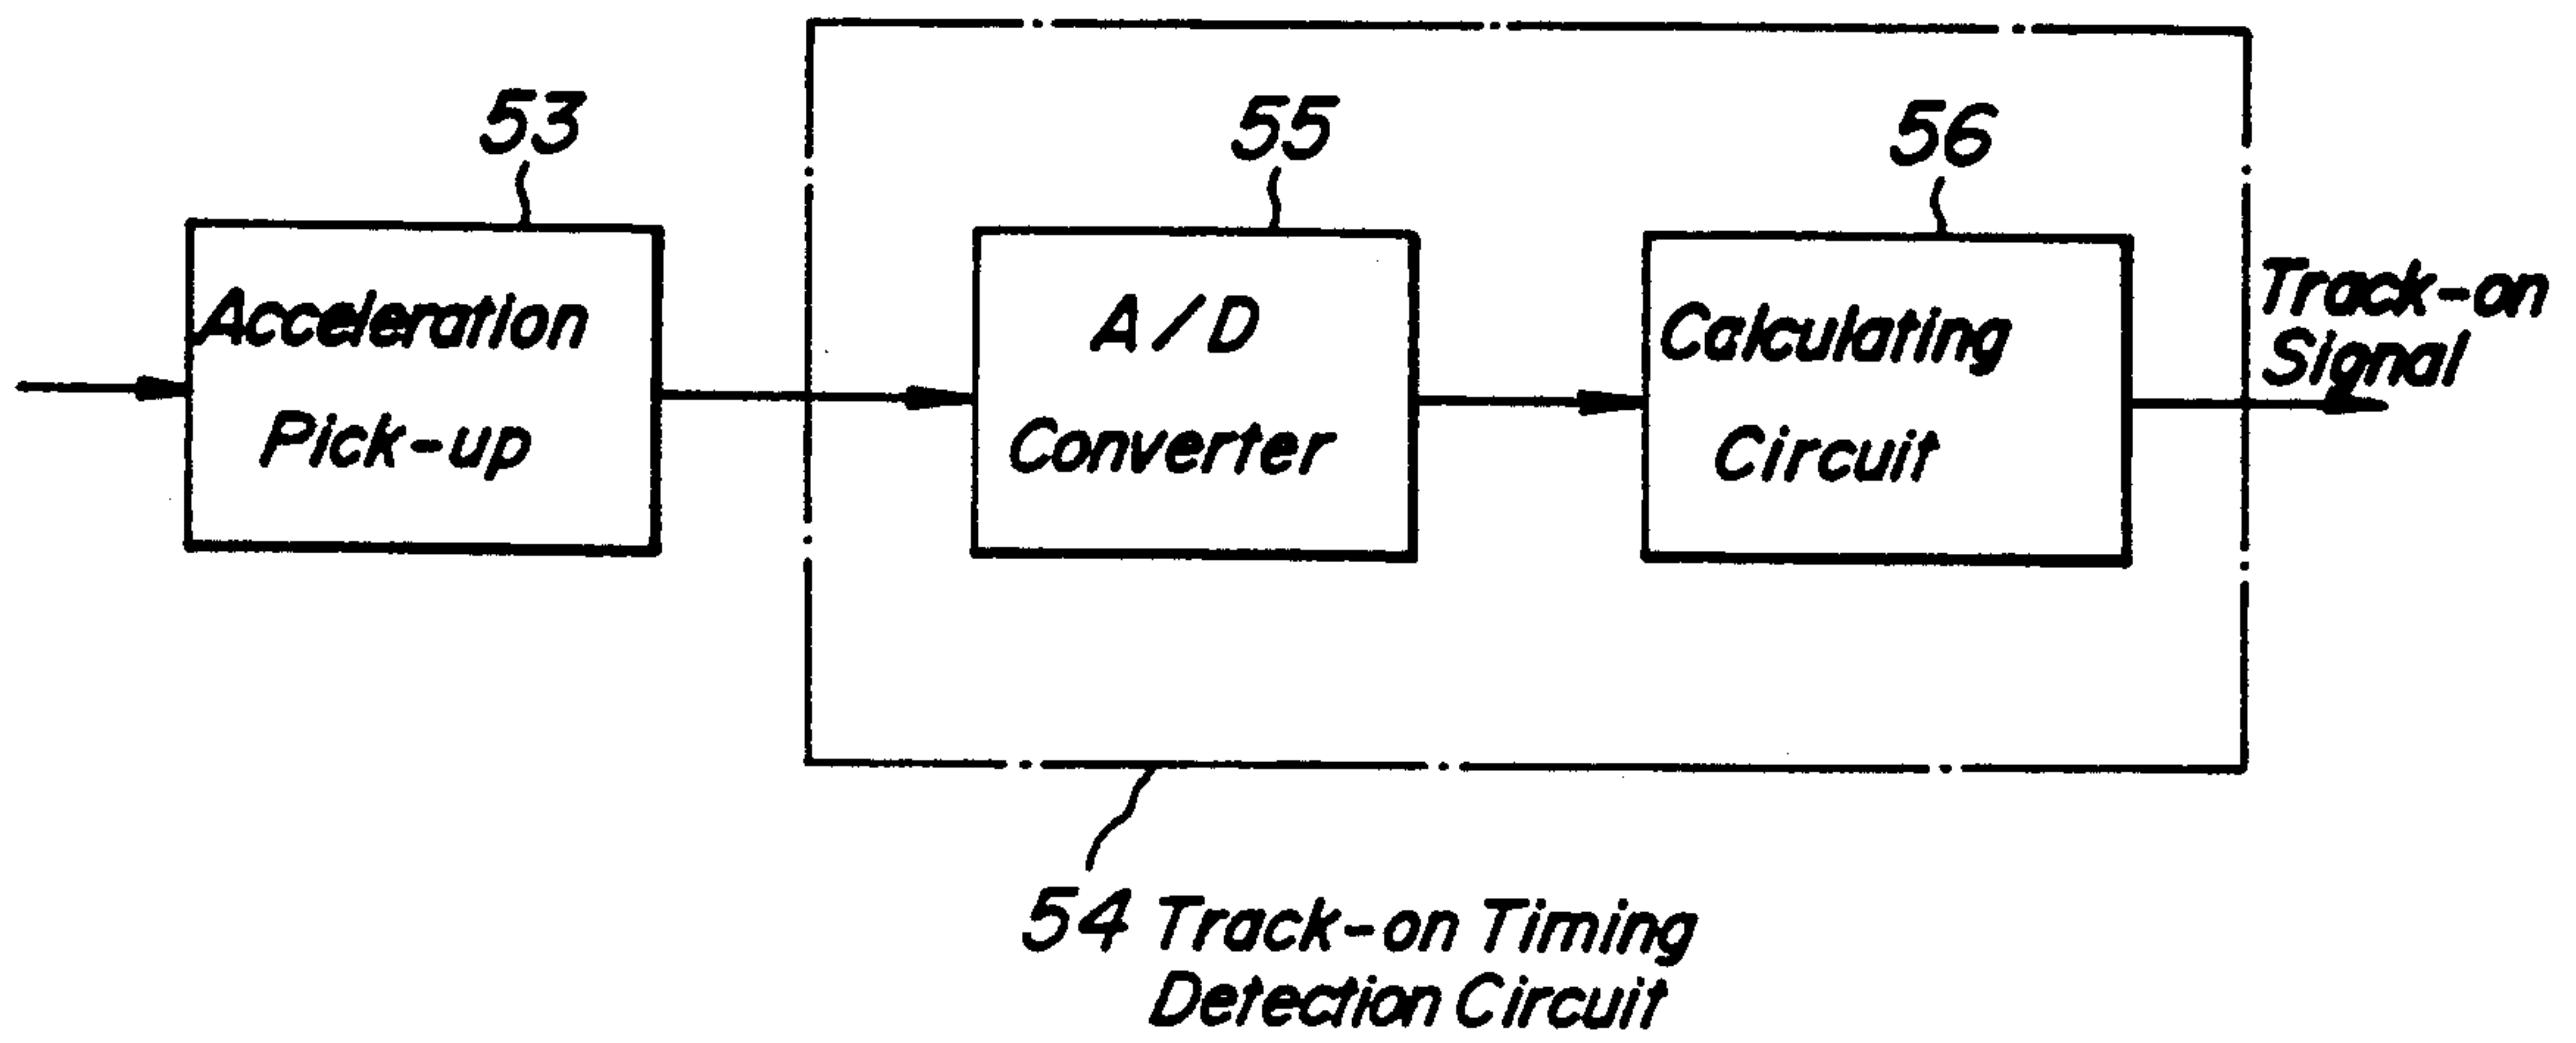 53
Acceleration
Pick-up
55
A/D
Converter
56
Calculating
Circuit
Track-on
Signal
54 Track-on Timing
Detection Circuit